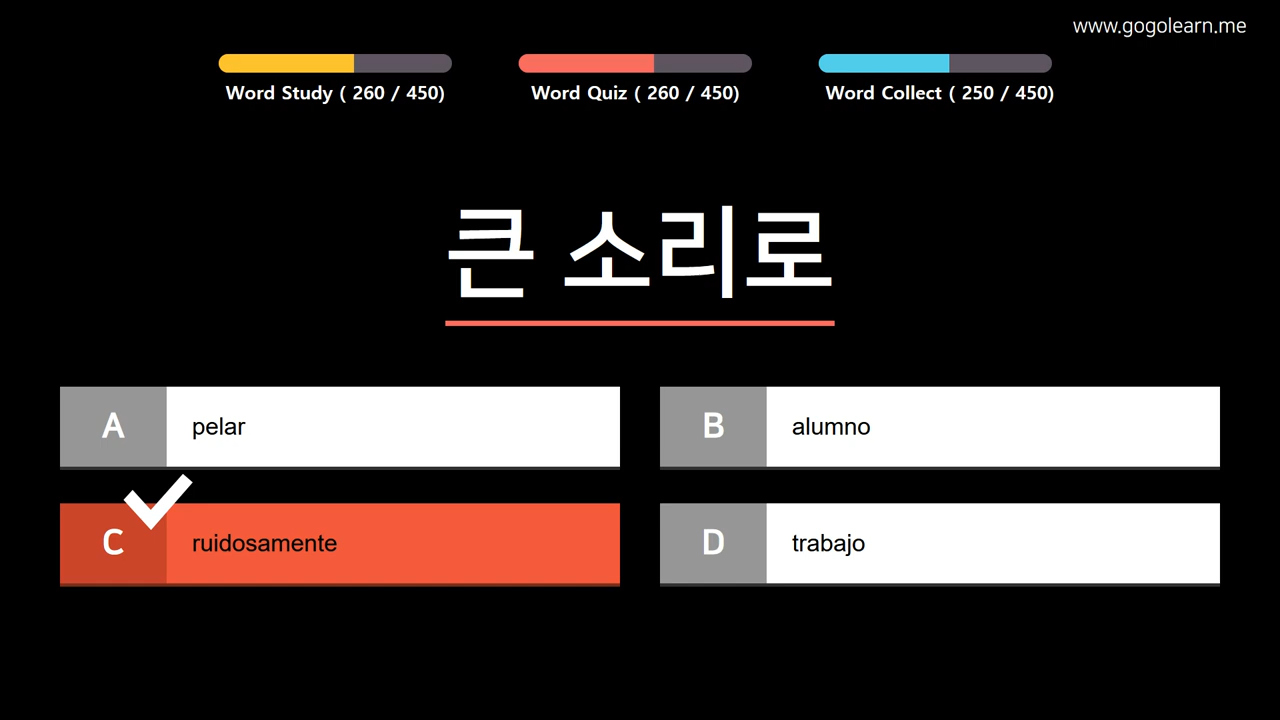 www.gogolearn.me
Word Study ( 260 / 450)
Word Quiz ( 260 / 450)
Word Collect ( 250 / 450)
큰 소리로
A pelar
B alumno
C ruidosamente
D trabajo